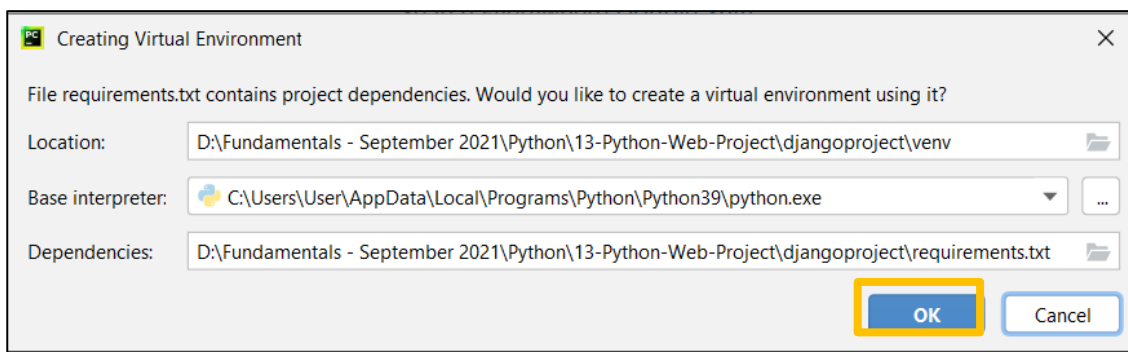 PC Creating Virtual Environment
File requirements.txt contains project dependencies. Would you like to create a virtual environment using it?
Location: D:\Fundamentals - September 2021\Python\13-Python-Web-Project\djangoproject\venv
Base interpreter: C:\Users\User\AppData\Local\Programs\Python\Python39\python.exe ...
Dependencies: D:\Fundamentals - September 2021\Python\13-Python-Web-Project\djangoproject\requirements.txt
OK Cancel